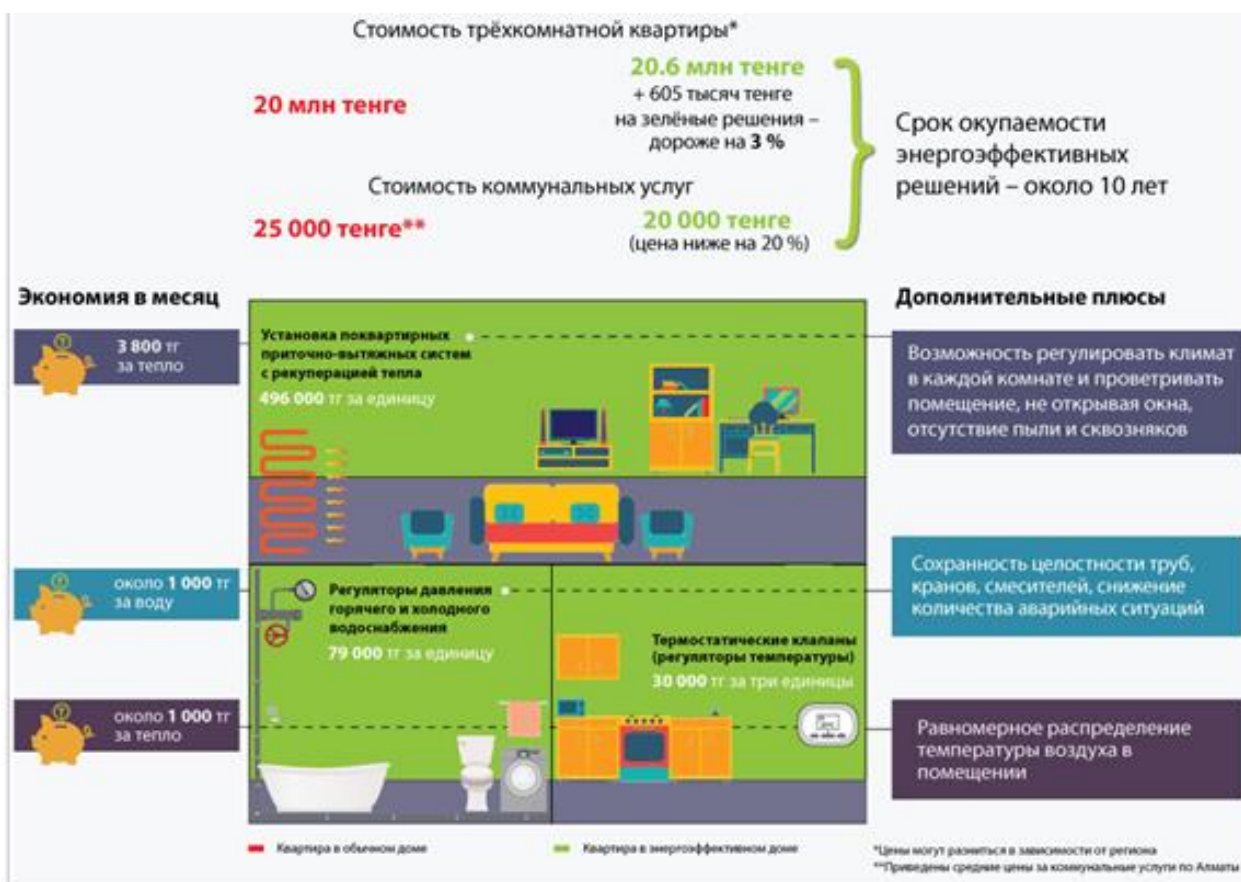 Стоимость трёхкомнатной квартиры*
20 млн тенге
20.6 млн тенге
+ 605 тысяч тенге
на зелёные решения –
дороже на 3 %
Стоимость коммунальных услуг
25 000 тенге**
20 000 тенге
(цена ниже на 20 %)
Срок окупаемости
энергоэффективных
решений – около 10 лет
Экономия в месяц
Дополнительные плюсы
3 800 тг
за тепло
Установка поквартирных
приточно-вытяжных систем
с рекуперацией тепла
496 000 тг за единицу
Возможность регулировать климат
в каждой комнате и проветривать
помещение, не открывая окна,
отсутствие пыли и сквозняков
около 1 000 тг
за воду
Регуляторы давления
горячего и холодного
водоснабжения
79 000 тг за единицу
Сохранность целостности труб,
кранов, смесителей, снижение
количества аварийных ситуаций
около 1 000 тг
за тепло
Термостатические клапаны
(регуляторы температуры)
30 000 тг за три единицы
Равномерное распределение
температуры воздуха в
помещении
Квартира в обычном доме
Квартира в энергоэффективном доме
*Цены могут разниться в зависимости от региона
**Приведены средние цены за коммунальные услуги по Алматы